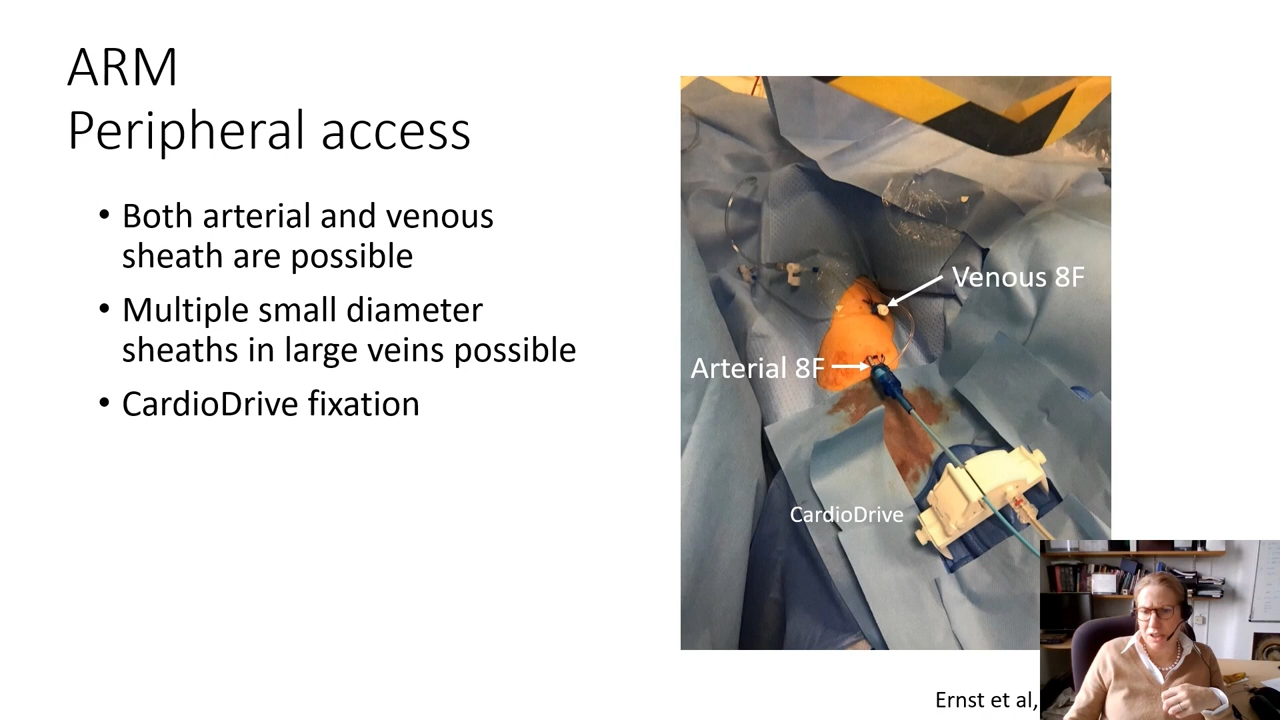 ARM
Peripheral access
• Both arterial and venous
sheath are possible
• Multiple small diameter
sheaths in large veins possible
• CardioDrive fixation
Venous 8F
Arterial 8F
CardioDrive
Ernst et al,